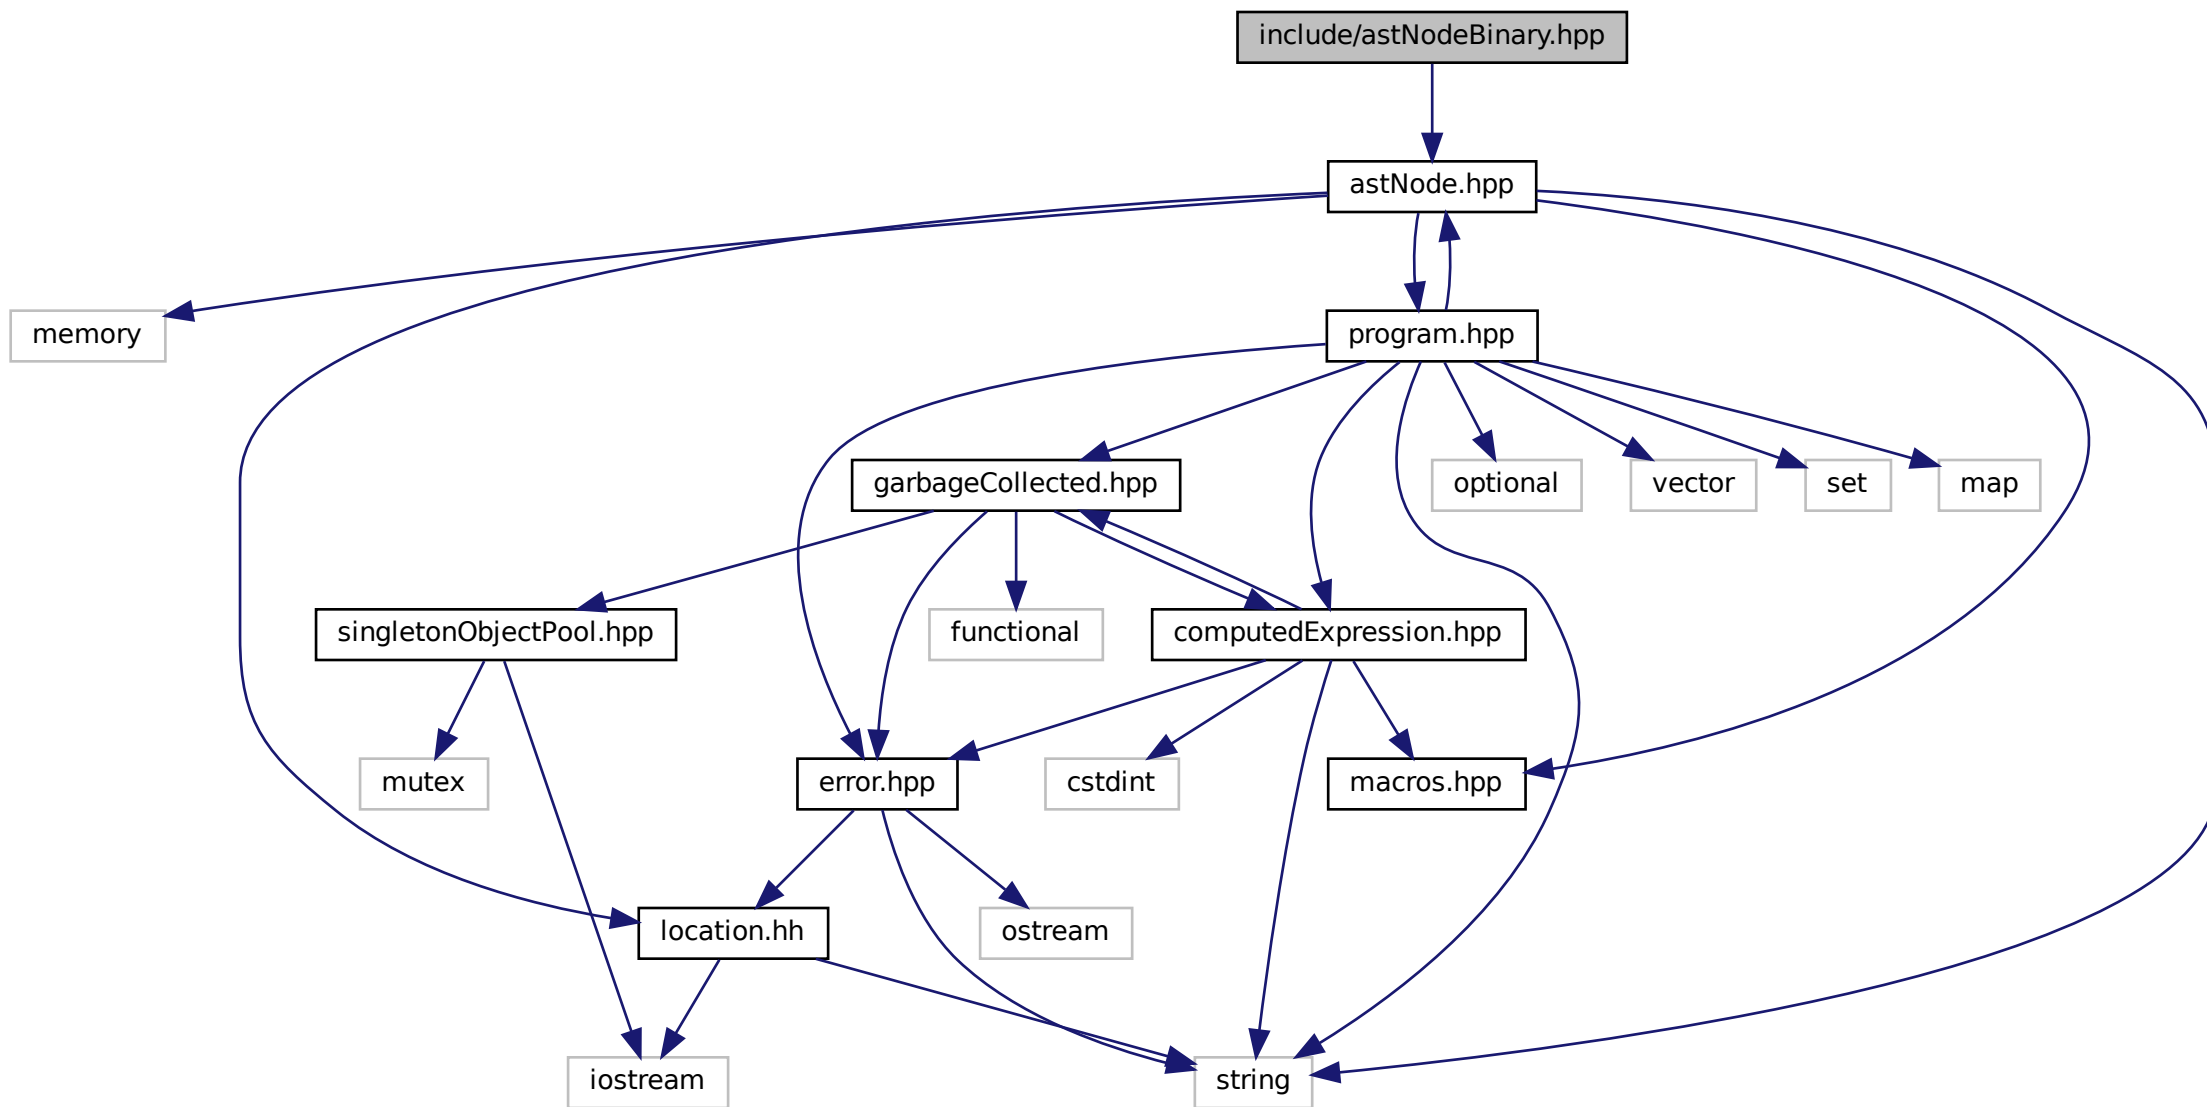 include/astNodeBinary.hpp
astNode.hpp
memory
program.hpp
garbageCollected.hpp
optional
vector
set
map
singletonObjectPool.hpp
functional
computedExpression.hpp
mutex
error.hpp
cstdint
macros.hpp
location.hh
ostream
iostream
string